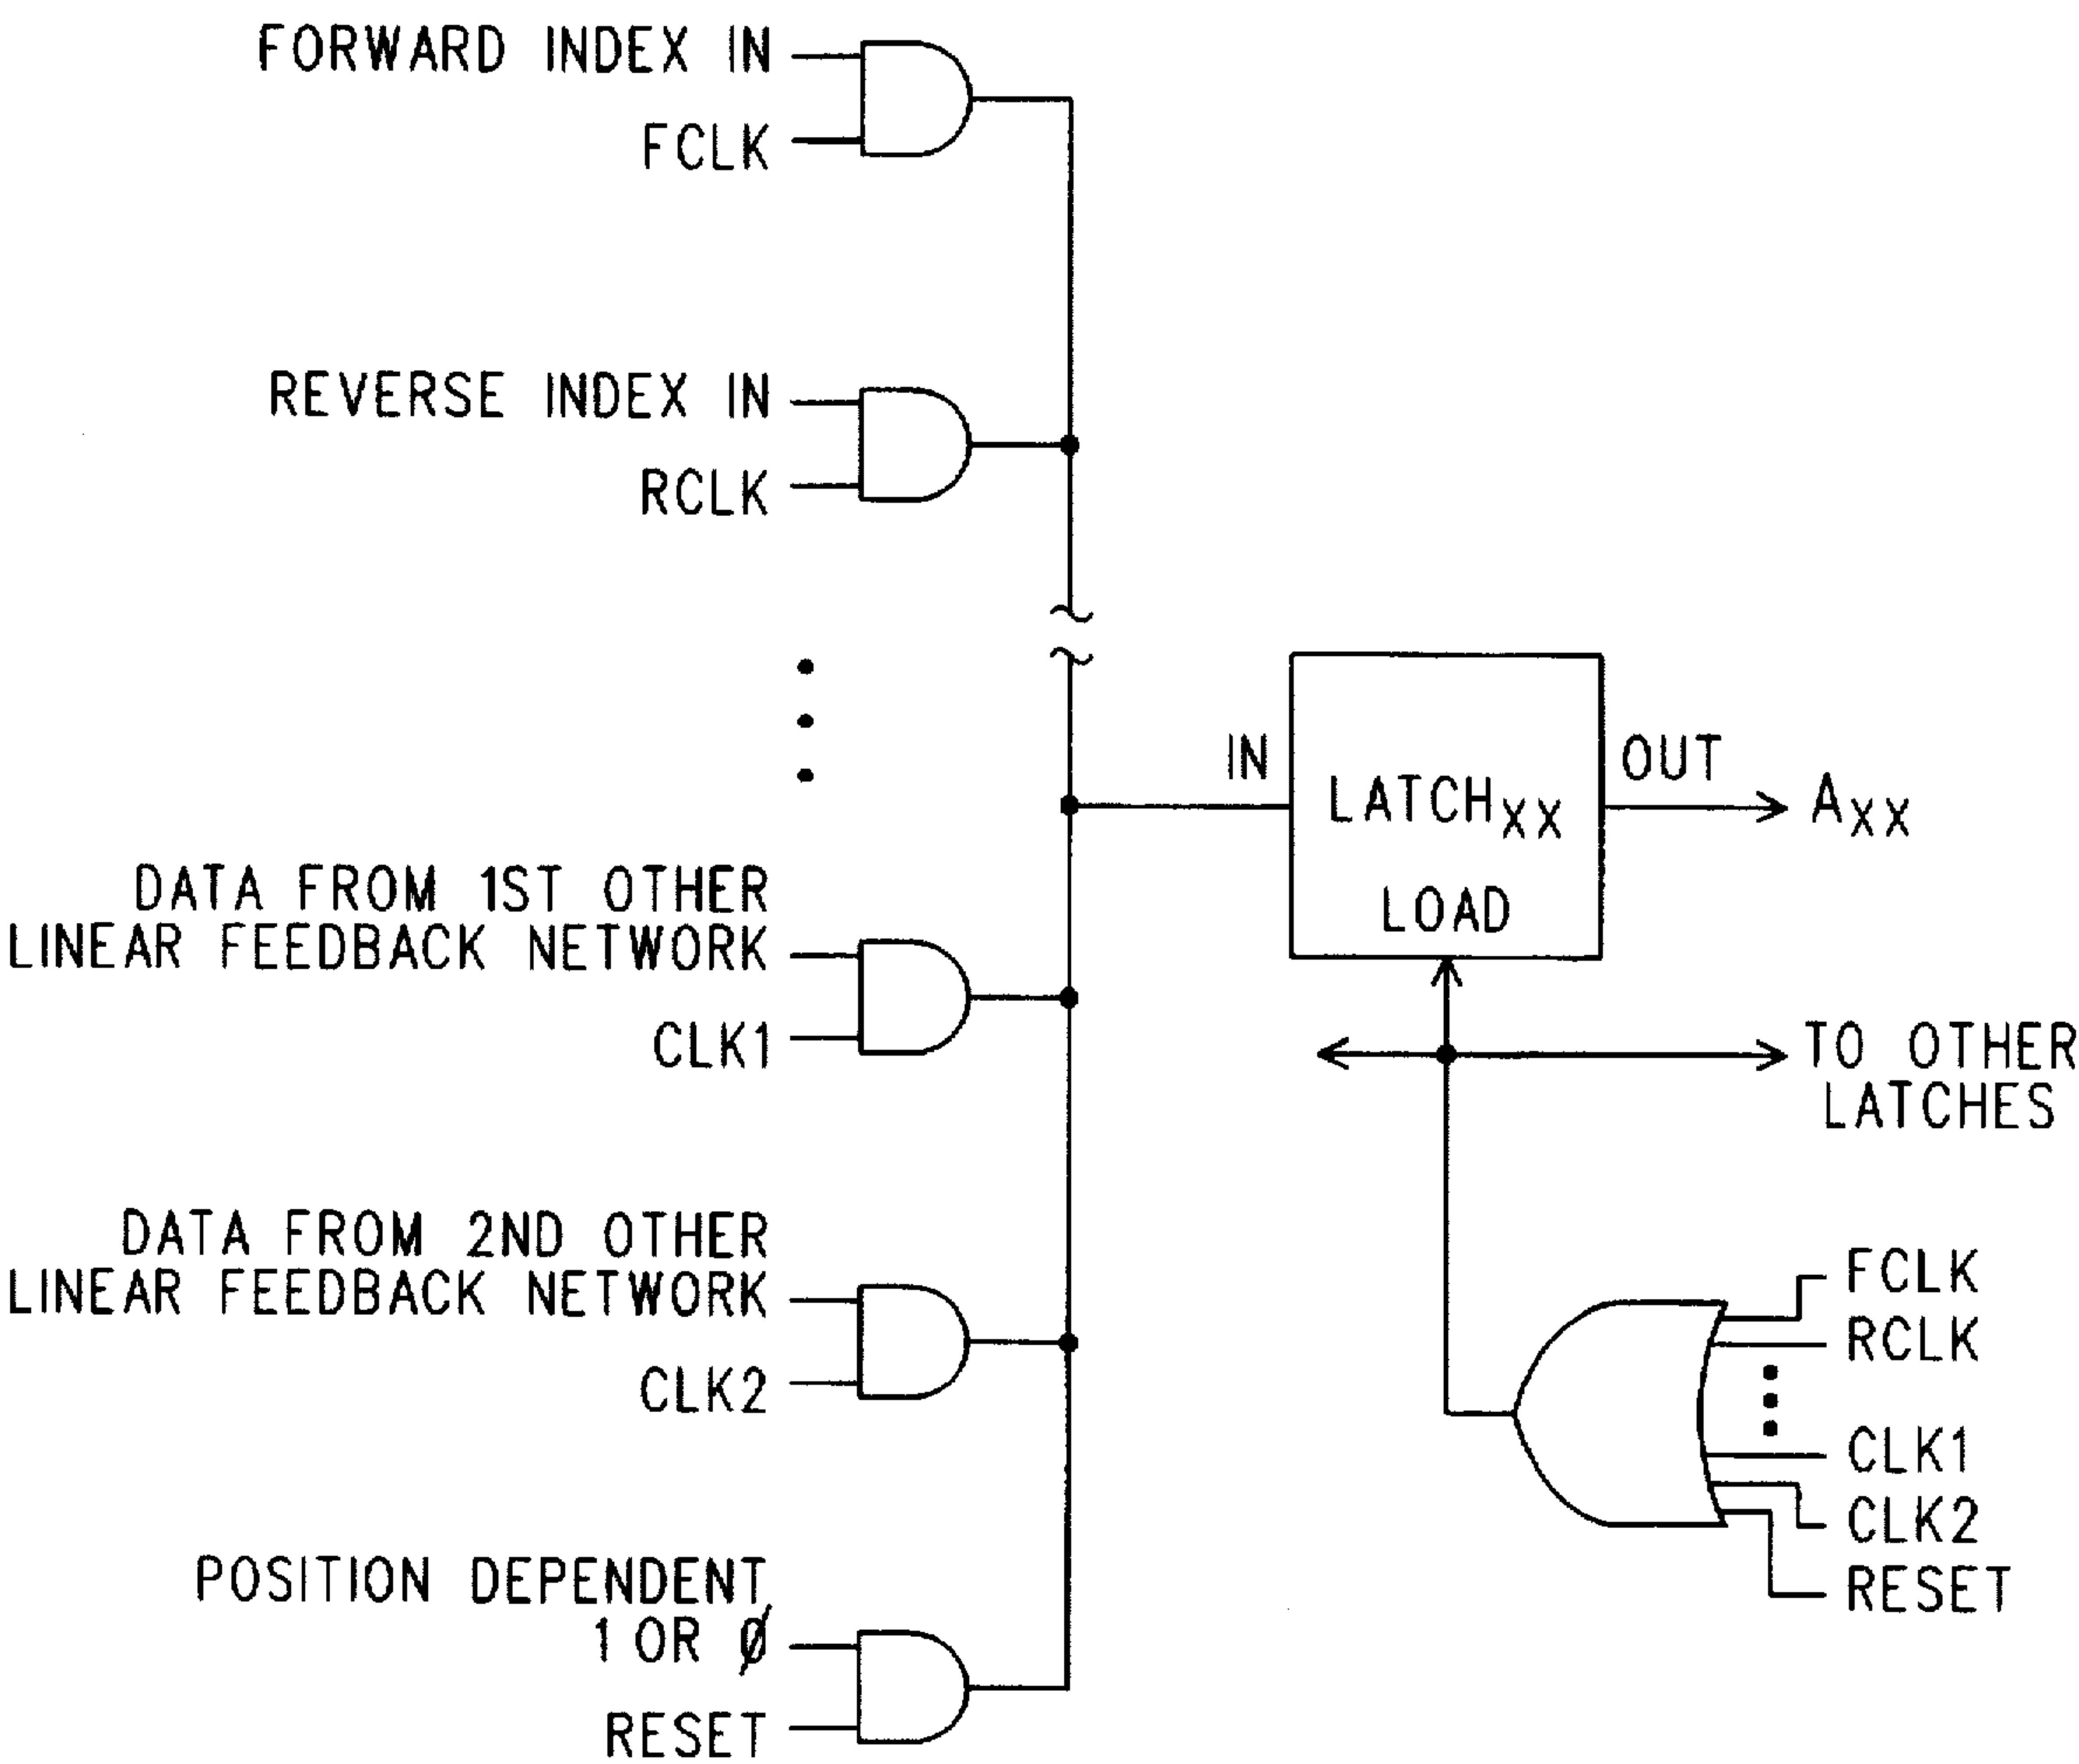 FORWARD INDEX IN
FCLK
REVERSE INDEX IN
RCLK
IN
OUT
LATCHXX
AXX
LOAD
DATA FROM 1ST OTHER
LINEAR FEEDBACK NETWORK
CLK1
TO OTHER
LATCHES
DATA FROM 2ND OTHER
LINEAR FEEDBACK NETWORK
CLK2
FCLK
RCLK
CLK1
CLK2
RESET
POSITION DEPENDENT
1 OR Ø
RESET